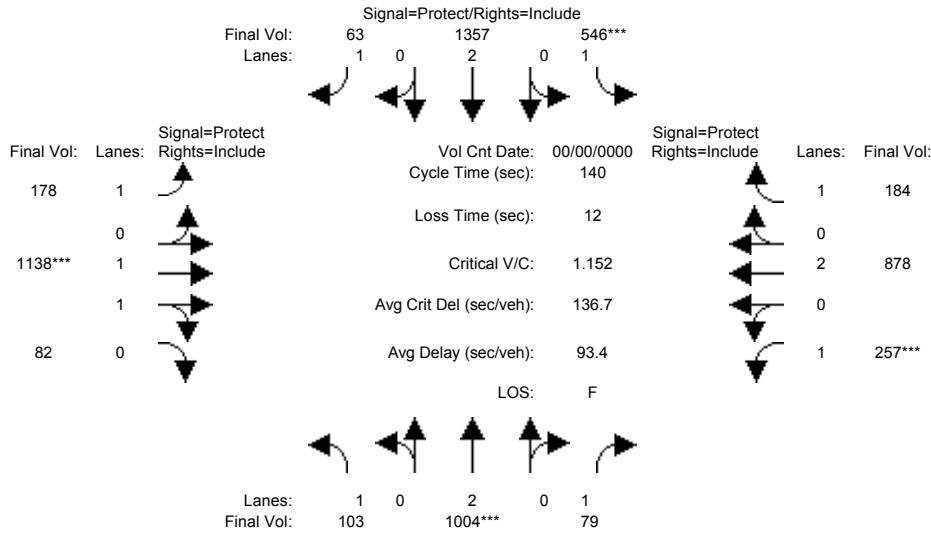 Signal=Protect/Rights=Include
Final Vol: 63 1357 546***
Lanes: 1 0 2 0 1
Signal=Protect Signal=Protect
Final Vol: Lanes: Rights=Include Vol Cnt Date: 00/00/0000 Rights=Include Lanes: Final Vol:
Cycle Time (sec): 140
178 1 1 184
Loss Time (sec): 12
0 0
1138*** 1 Critical V/C: 1.152 2 878
1 Avg Crit Del (sec/veh): 136.7 0
82 0 Avg Delay (sec/veh): 93.4 1 257***
LOS: F
Lanes: 1 0 2 0 1
Final Vol: 103 1004*** 79